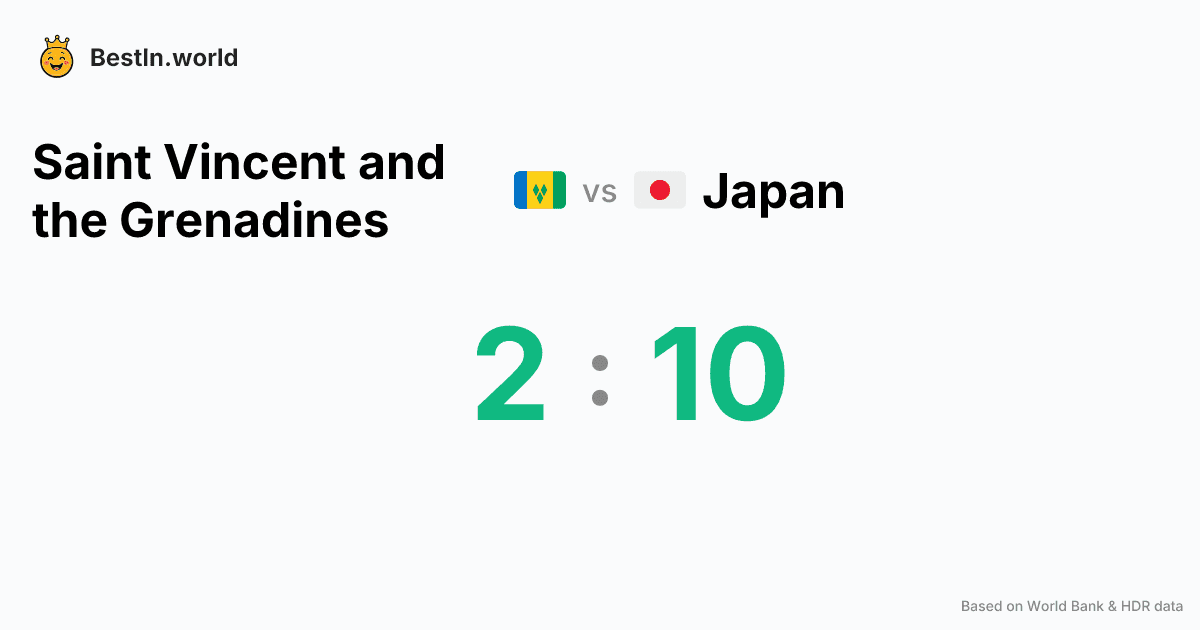 BestIn.world
Saint Vincent and
the Grenadines
vs
Japan
2 : 10
Based on World Bank & HDR data